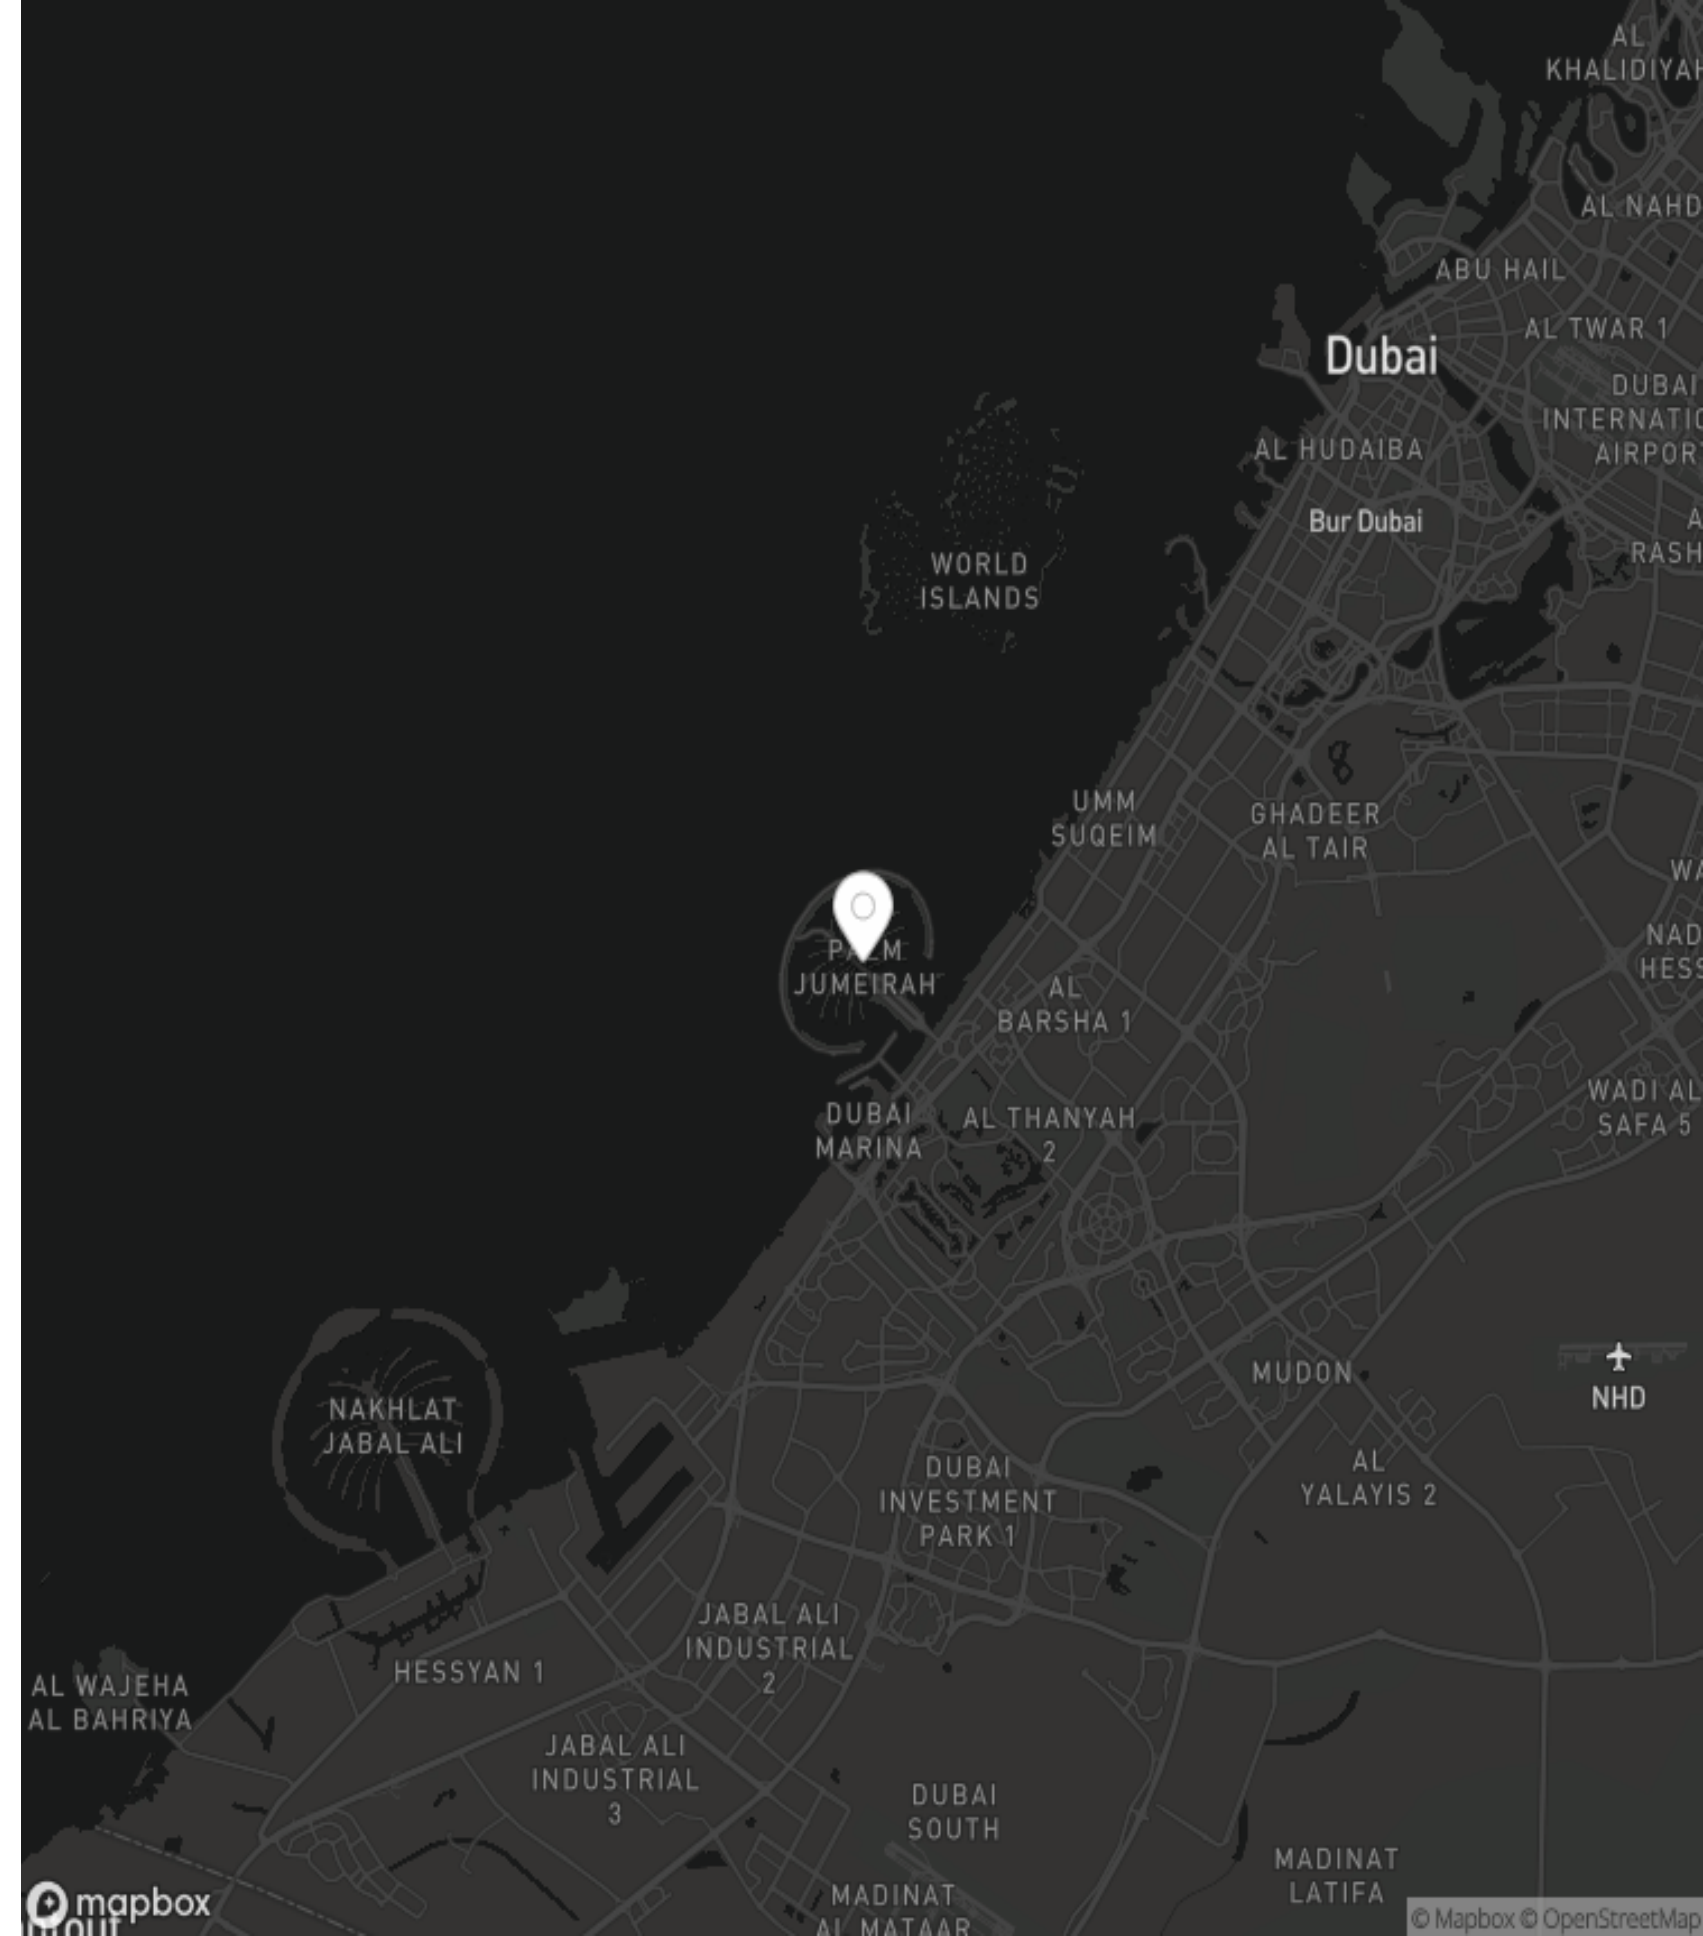 AL
KHALIDIYAH
AL NAHD
ABU HAIL
AL TWAR 1
Dubai
DUBAI
INTERNATIO
AIRPOR
AL HUDAIBA
Bur Dubai
A
RASH
WORLD
ISLANDS
UMM
SUQEIM
GHADEER
AL TAIR
WA
NAD
HESS
PALM
JUMEIRAH
AL
BARSHA 1
WADI AL
SAFA 5
DUBAI
MARINA
AL THANYAH
2
MUDON
NHD
NAKHLAT
JABAL ALI
AL
YALAYIS 2
DUBAI
INVESTMENT
PARK 1
JABAL ALI
INDUSTRIAL
2
HESSYAN 1
AL WAJEHA
AL BAHRIYA
JABAL ALI
INDUSTRIAL
3
DUBAI
SOUTH
MADINAT
LATIFA
MADINAT
AL MATAAR
mapbox
© Mapbox © OpenStreetMap